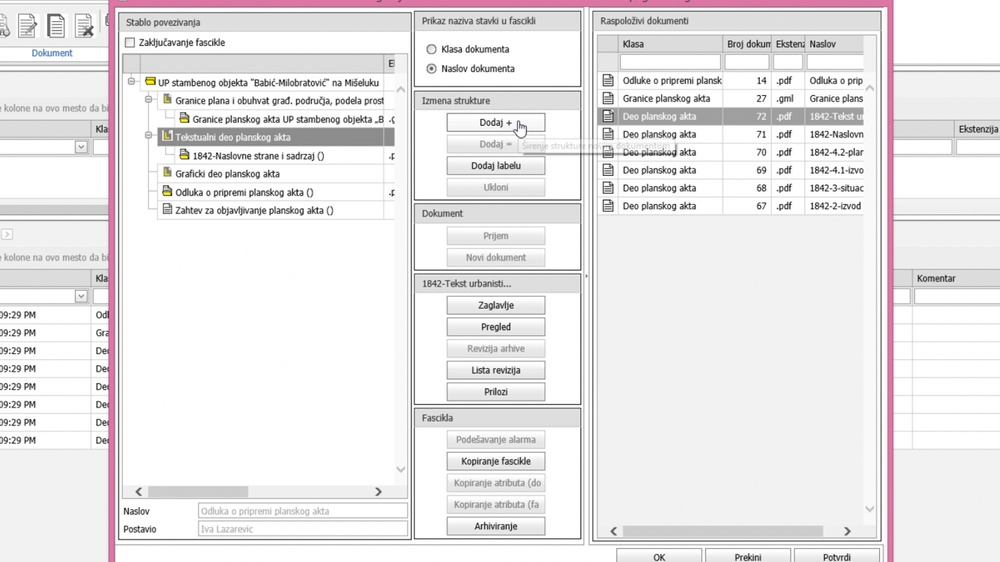 Dokument
e kolone na ovo mesto da bi
Kla
e kolone na ovo mesto da bi
Kla
09:29 PM Odl
09:29 PM Gra
09:29 PM Deo
09:29 PM Deo
09:29 PM Deo
09:29 PM Deo
09:29 PM Deo
09:29 PM Deo
Stablo povezivanja
Zaključavanje fascikle
UP stambenog objekta "Babić-Milobratović" na Mišeluku
Granice plana i obuhvat građ. područja, podela prost
Granice planskog akta UP stambenog objekta „B .g
Tekstualni deo planskog akta
1842-Naslovne strane i sadrzaj () .p
Graficki deo planskog akta
Odluka o pripremi planskog akta () .p
Zahtev za objavljivanje planskog akta ()
Naslov Odluka o pripremi planskog akta
Postavio Iva Lazarevic
Prikaz naziva stavki u fascikli
Klasa dokumenta
Naslov dokumenta
Izmena strukture
Dodaj +
Dodaj =
Širenje strukture novim dokumentom
Dodaj labelu
Ukloni
Dokument
Prijem
Novi dokument
1842-Tekst urbanisti...
Zaglavlje
Pregled
Revizija arhive
Lista revizija
Prilozi
Fascikla
Podešavanje alarma
Kopiranje fascikle
Kopiranje atributa (do
Kopiranje atributa (fa
Arhiviranje
Raspoloživi dokumenti
Klasa Broj dokum Ekstenz Naslov
Odluke o pripremi plansk 14 .pdf Odluka o prip
Granice planskog akta 27 .gml Granice plans
Deo planskog akta 72 .pdf 1842-Tekst ur
Deo planskog akta 71 .pdf 1842-Naslovn
Deo planskog akta 70 .pdf 1842-4.2-plar
Deo planskog akta 69 .pdf 1842-4.1-izvo
Deo planskog akta 68 .pdf 1842-3-situac
Deo planskog akta 67 .pdf 1842-2-izvod
OK Prekini Potvrdi
Ekstenzija
Komentar